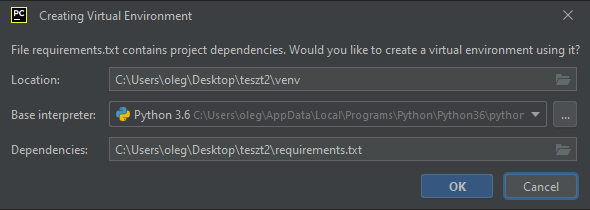 PC Creating Virtual Environment
File requirements.txt contains project dependencies. Would you like to create a virtual environment using it?
Location: C:\Users\oleg\Desktop\teszt2\venv
Base interpreter: Python 3.6 C:\Users\oleg\AppData\Local\Programs\Python\Python36\python ...
Dependencies: C:\Users\oleg\Desktop\teszt2\requirements.txt
OK Cancel